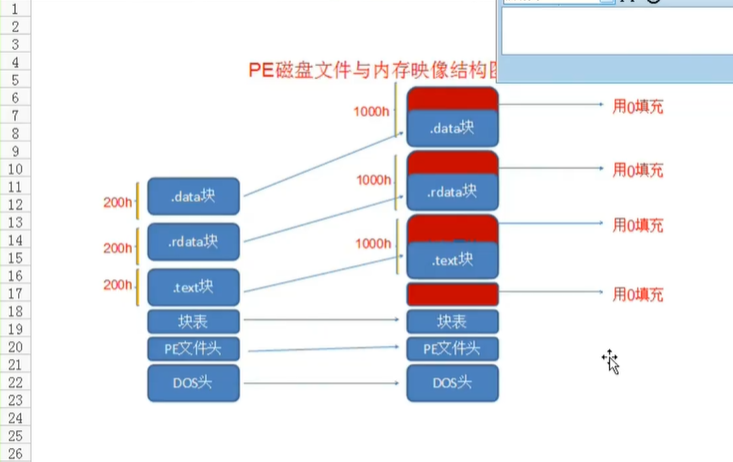 1
2
3
4
PE磁盘文件与内存映像结构
5
6
1000h
用0填充
7
.data块
8
9
10
1000h
用0填充
11
.data块
.rdata块
12
200h
13
用0填充
14
200h
.rdata块
1000h
15
.text块
16
200h
.text块
17
用0填充
18
块表
块表
19
20
PE文件头
PE文件头
21
22
DOS头
DOS头
23
24
25
26